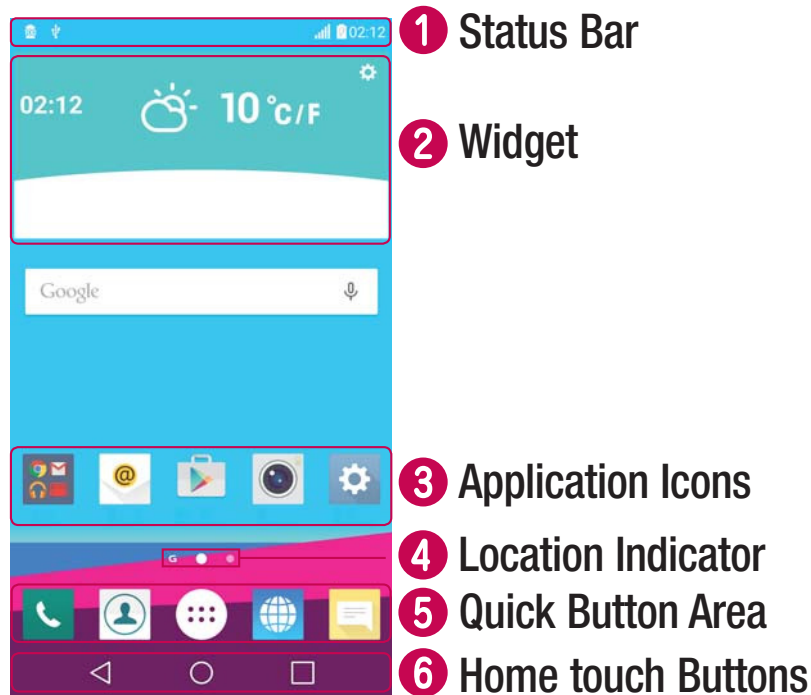 02:12
1 Status Bar
02:12
10 °C/F
2 Widget
Google
@
3 Application Icons
G
4 Location Indicator
5 Quick Button Area
6 Home touch Buttons